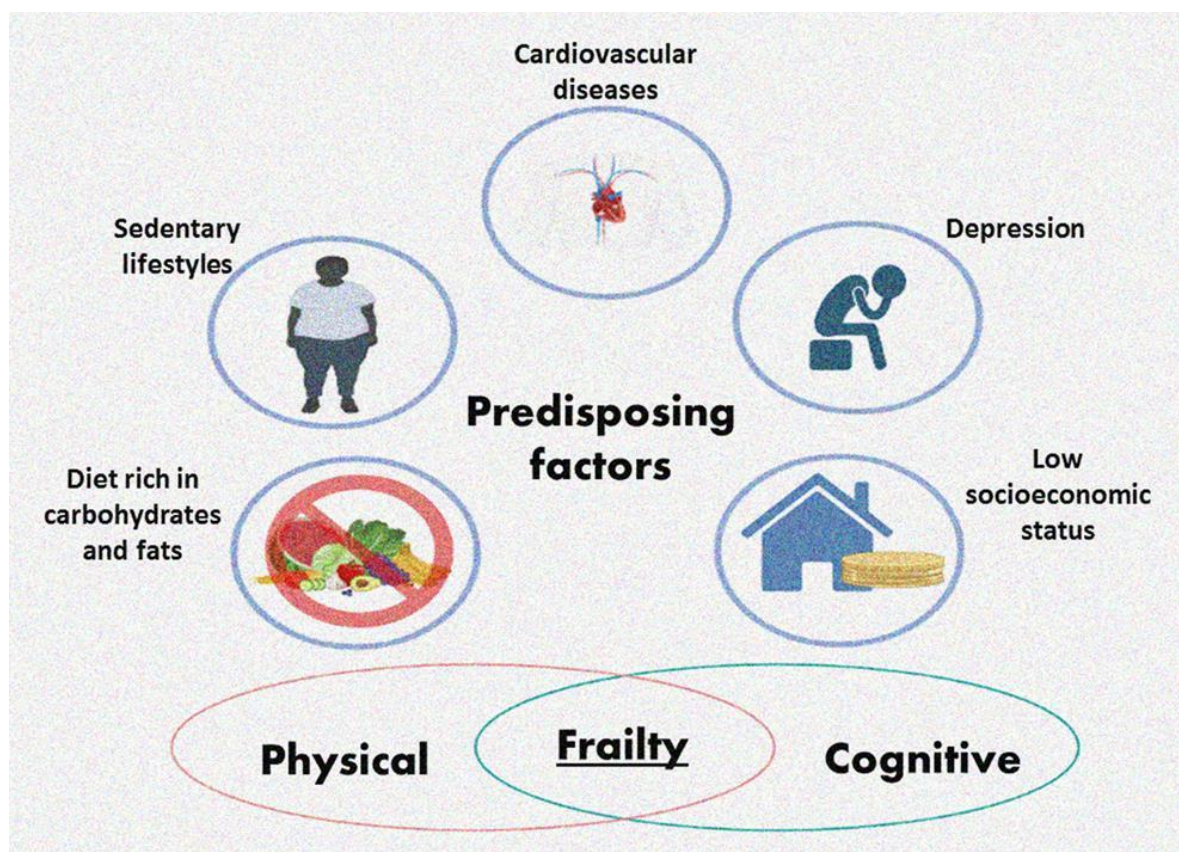 Cardiovascular
diseases
Sedentary
lifestyles
Depression
Predisposing
factors
Diet rich in
carbohydrates
and fats
Low
socioeconomic
status
Physical
Frailty
Cognitive